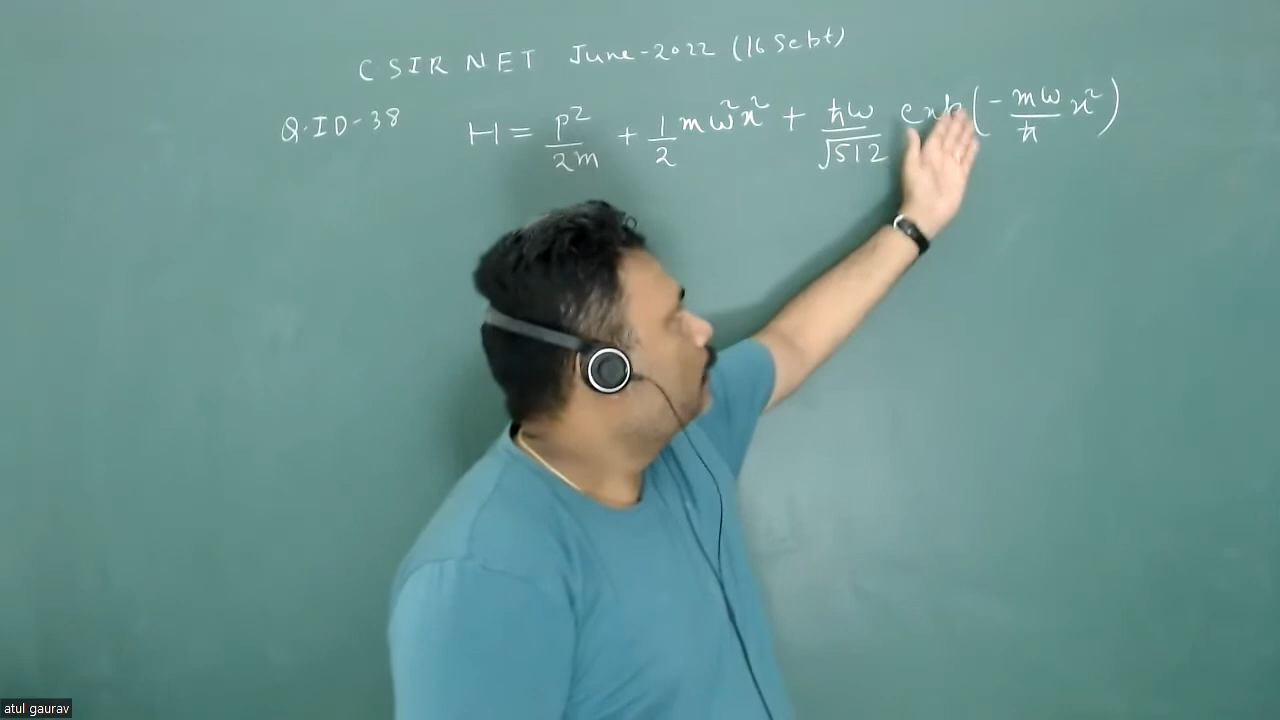 CSIR NET June-2022 (16 Sept)
Q.ID-38 H = p²/2m + 1/2 mω²x² + ħω/√512 exp(-mω/ħ x²)
atul gaurav